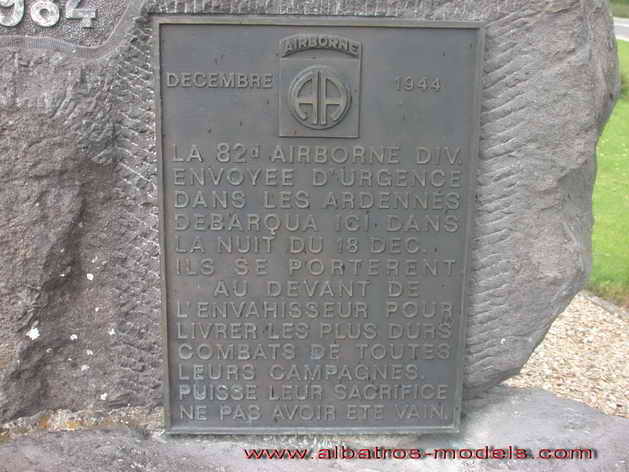 984
AIRBORNE
AA
DECEMBRE 1944
LA 82d AIRBORNE DIV.
ENVOYEE D'URGENCE
DANS LES ARDENNES
DEBARQUA ICI DANS
LA NUIT DU 18 DEC.
ILS SE PORTERENT
AU DEVANT DE
L'ENVAHISSEUR POUR
LIVRER LES PLUS DURS
COMBATS DE TOUTES
LEURS CAMPAGNES.
PUISSE LEUR SACRIFICE
NE PAS AVOIR ETE VAIN.
www.albatros-models.com